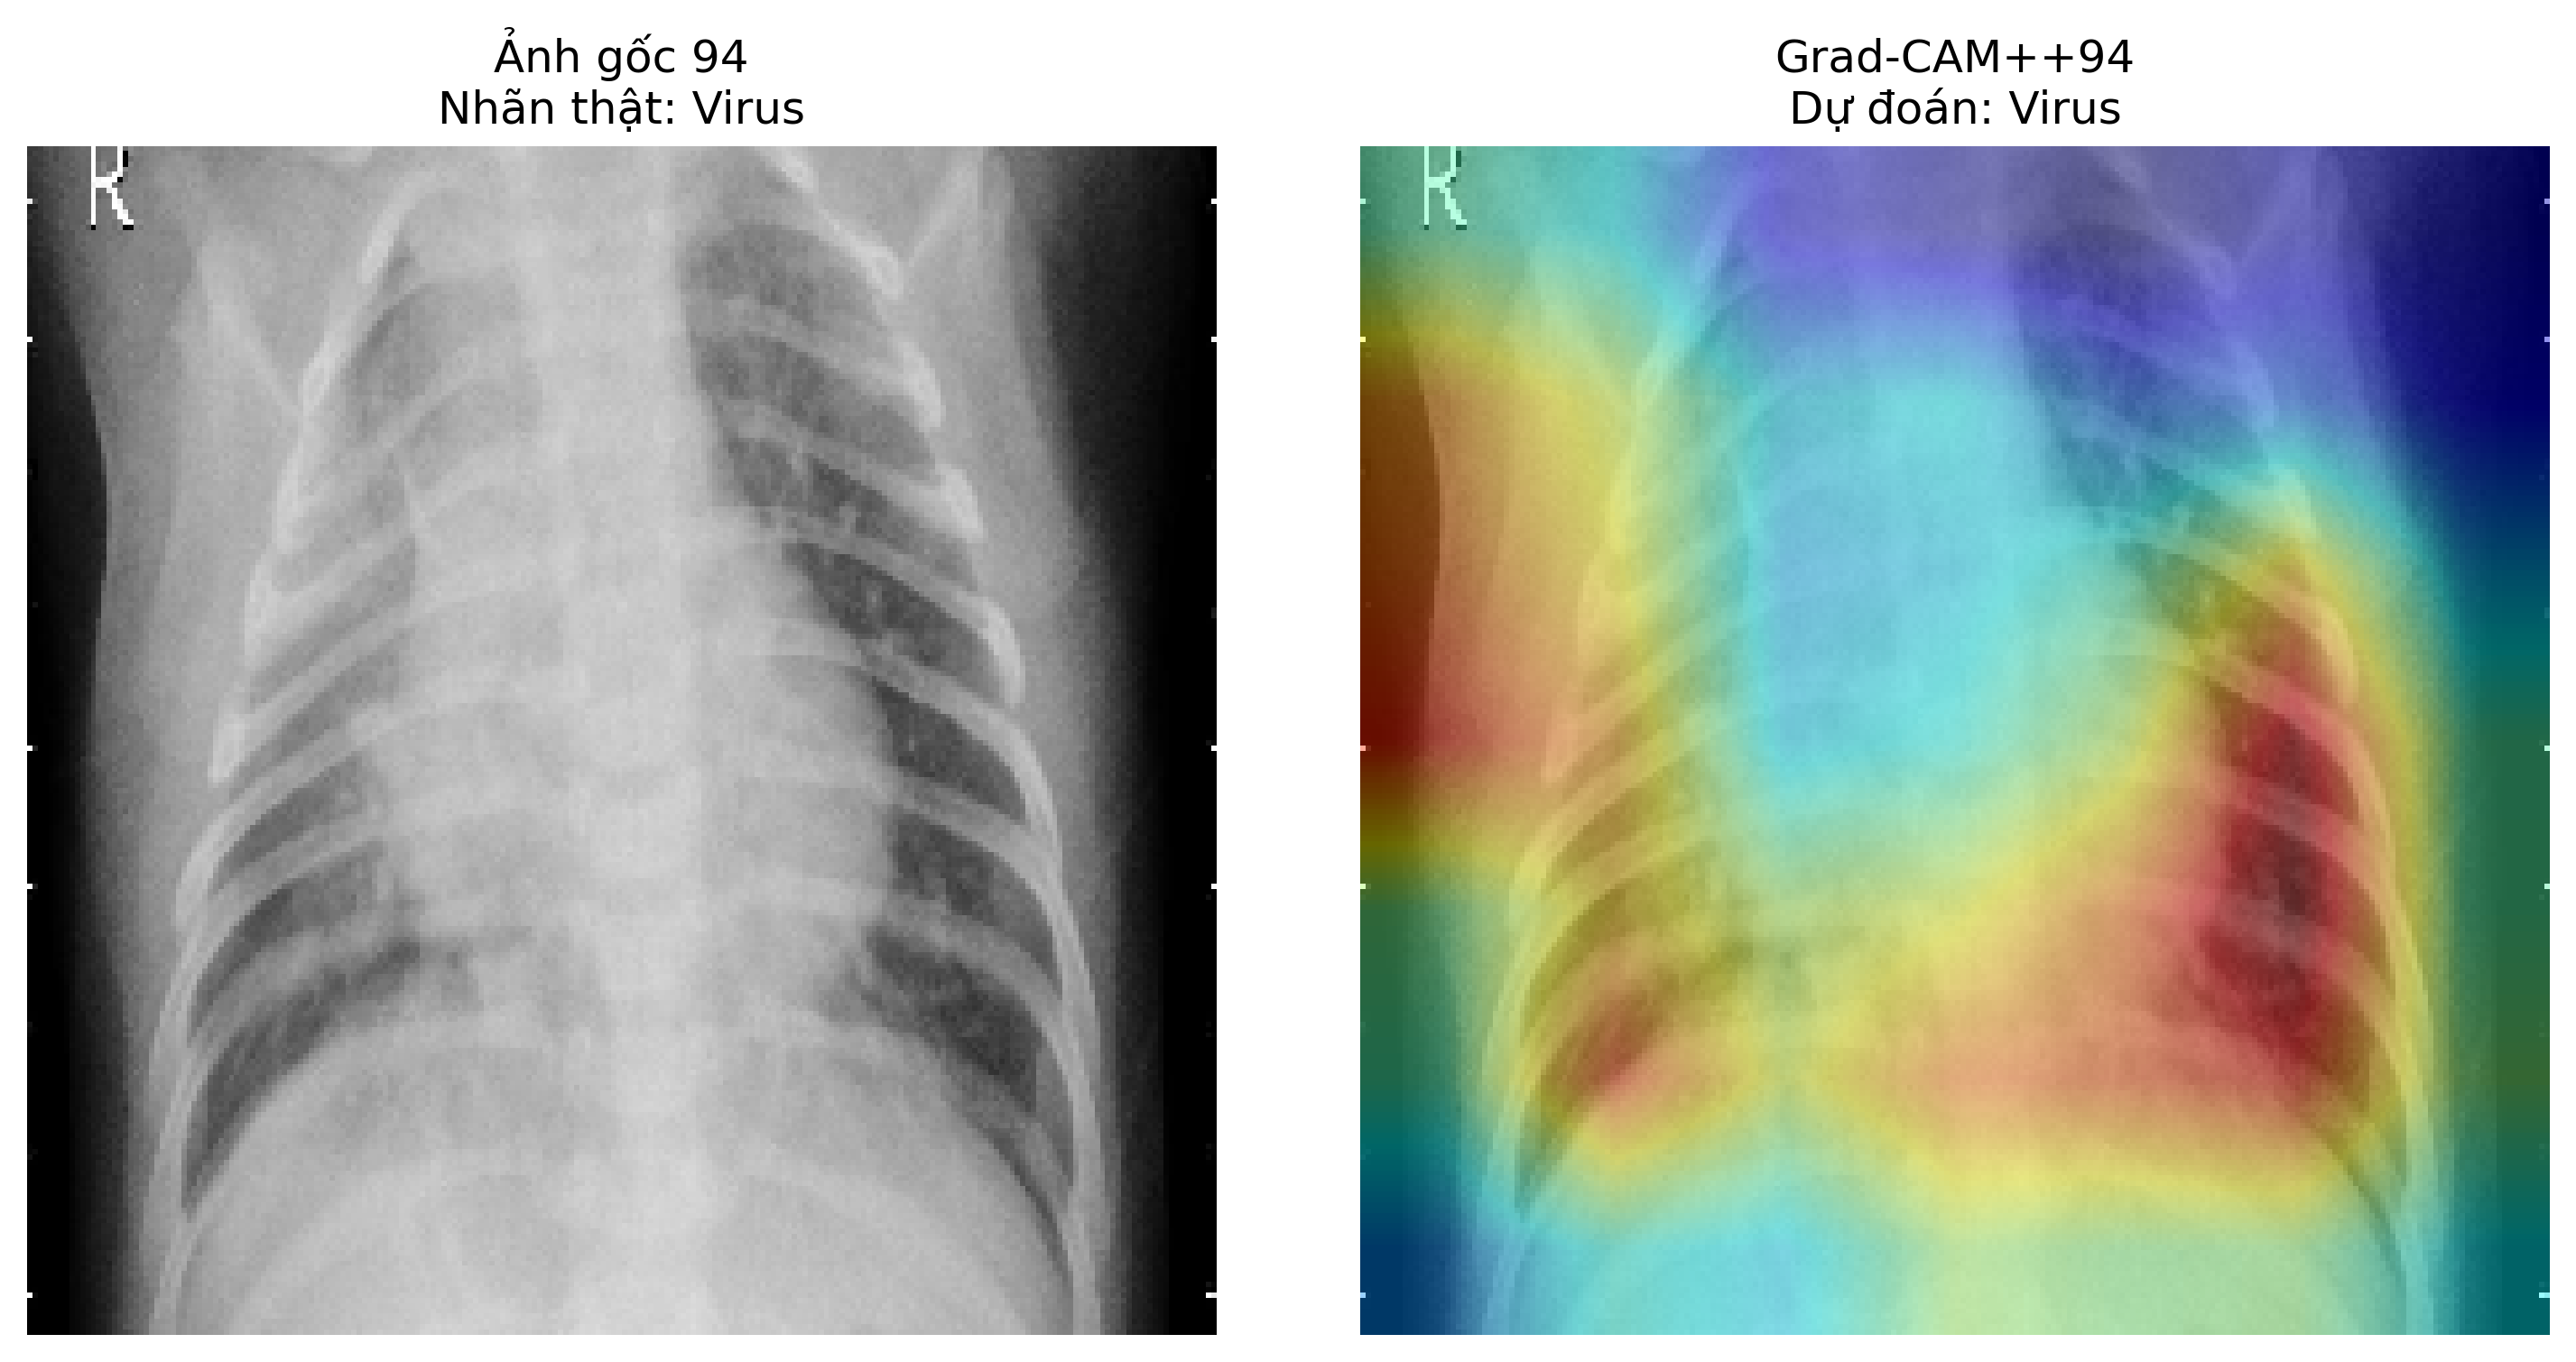 Ảnh gốc 94
Nhãn thật: Virus
R
Grad-CAM++94
Dự đoán: Virus
R